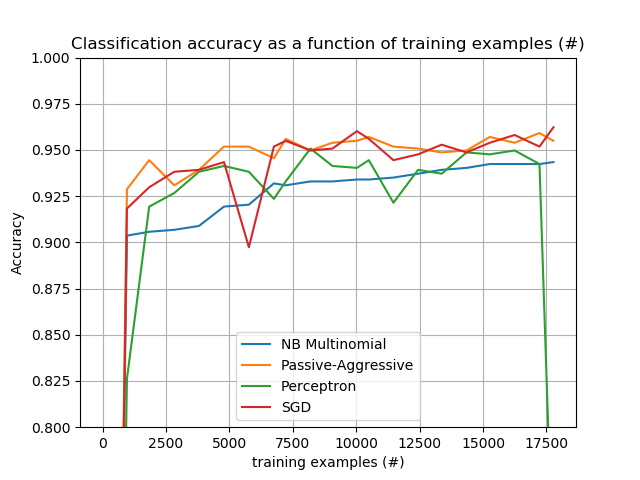 Classification accuracy as a function of training examples (#)
1.000
0.975
0.950
0.925
0.900
0.875
0.850
0.825
0.800
Accuracy
NB Multinomial
Passive-Aggressive
Perceptron
SGD
0 2500 5000 7500 10000 12500 15000 17500
training examples (#)